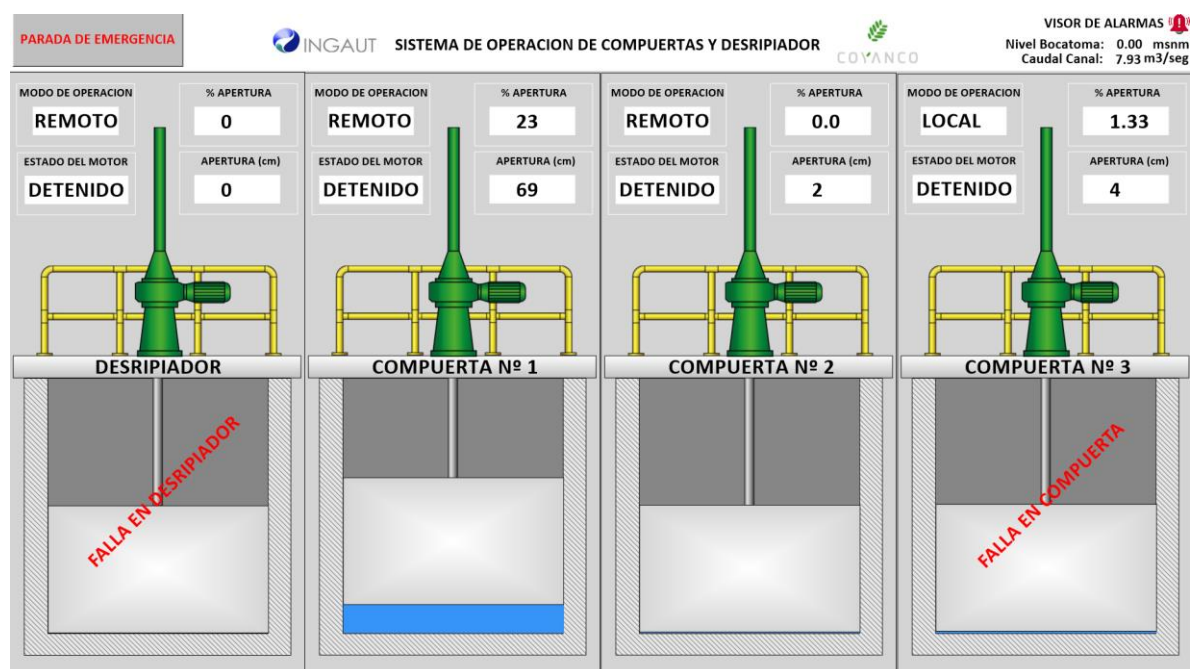 PARADA DE EMERGENCIA
INGAUT
SISTEMA DE OPERACION DE COMPUERTAS Y DESRIPIADOR
COYANCO
VISOR DE ALARMAS
Nivel Bocatoma: 0.00 msnm
Caudal Canal: 7.93 m3/seg
MODO DE OPERACION
% APERTURA
REMOTO
0
ESTADO DEL MOTOR
APERTURA (cm)
DETENIDO
0
DESRIPIADOR
FALLA EN DESRIPIADOR
MODO DE OPERACION
% APERTURA
REMOTO
23
ESTADO DEL MOTOR
APERTURA (cm)
DETENIDO
69
COMPUERTA Nº 1
MODO DE OPERACION
% APERTURA
REMOTO
0.0
ESTADO DEL MOTOR
APERTURA (cm)
DETENIDO
2
COMPUERTA Nº 2
MODO DE OPERACION
% APERTURA
LOCAL
1.33
ESTADO DEL MOTOR
APERTURA (cm)
DETENIDO
4
COMPUERTA Nº 3
FALLA EN COMPUERTA